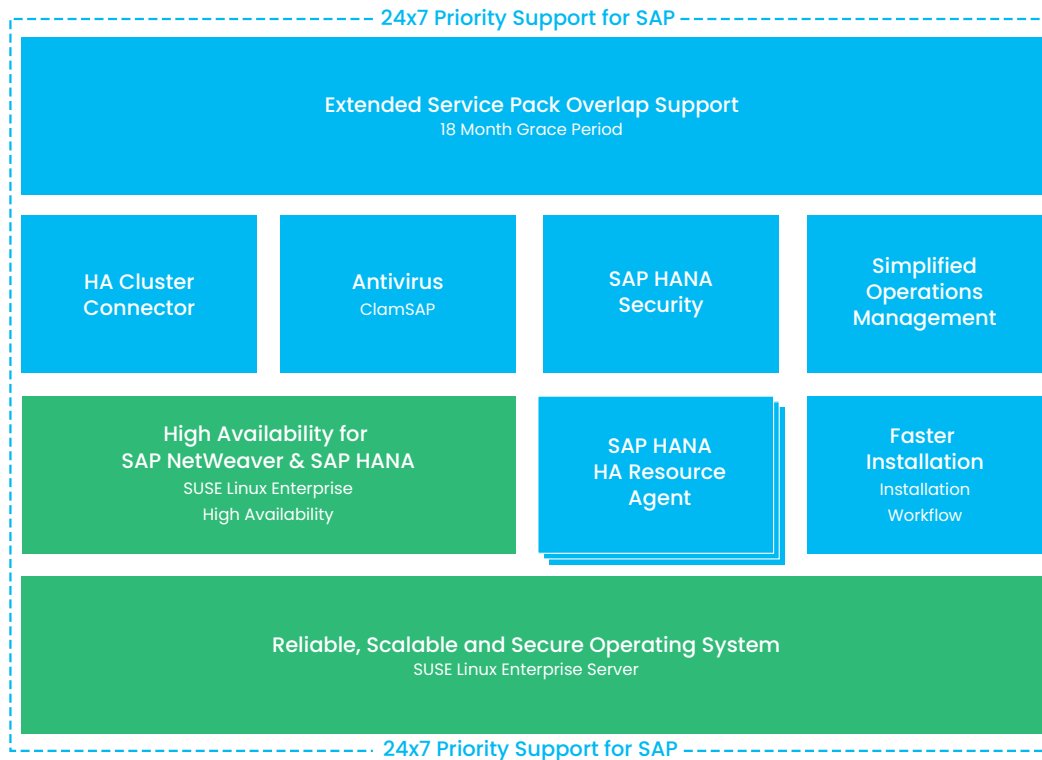 24x7 Priority Support for SAP
Extended Service Pack Overlap Support
18 Month Grace Period
HA Cluster
Connector
Antivirus
ClamSAP
SAP HANA
Security
Simplified
Operations
Management
High Availability for
SAP NetWeaver & SAP HANA
SUSE Linux Enterprise
High Availability
SAP HANA
HA Resource
Agent
Faster
Installation
Installation
Workflow
Reliable, Scalable and Secure Operating System
SUSE Linux Enterprise Server
24x7 Priority Support for SAP